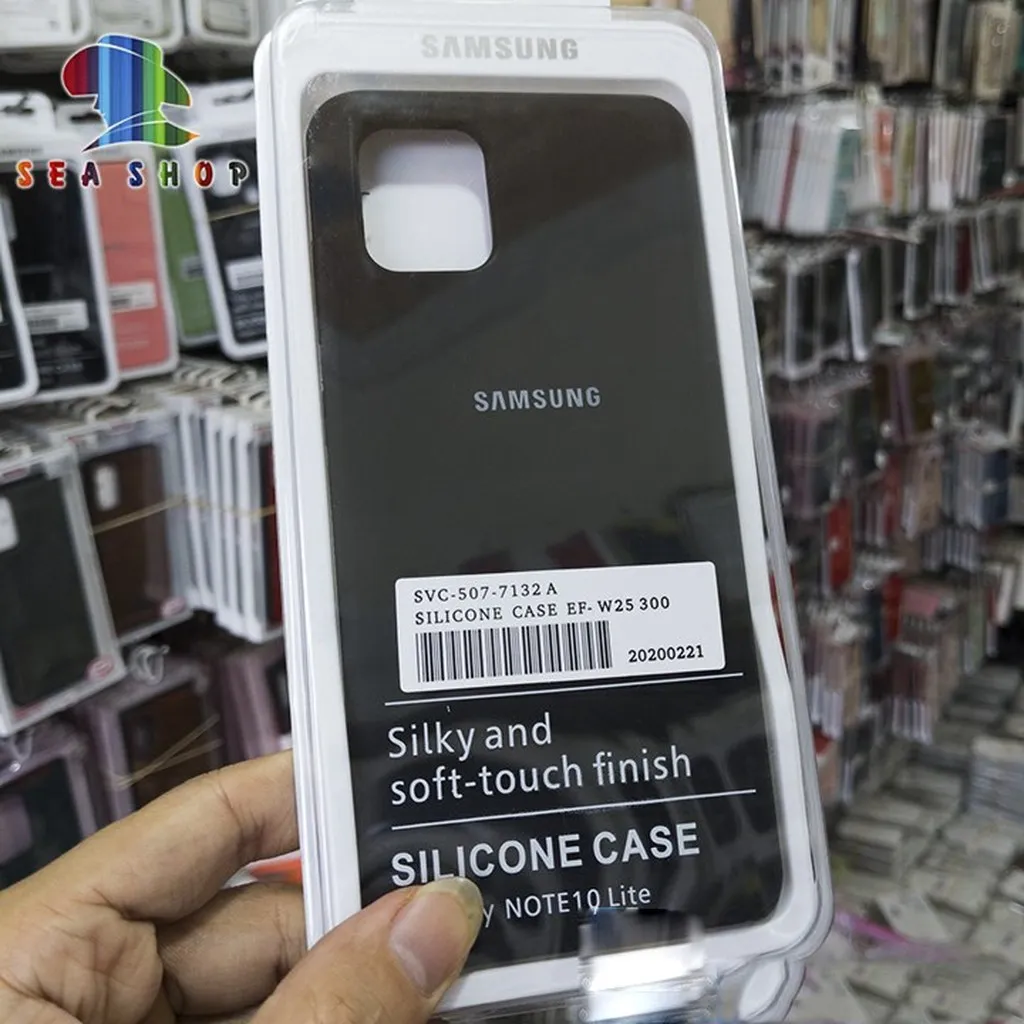 SAMSUNG
SEA SHOP
SAMSUNG
SVC-507-7132 A
SILICONE CASE EF- W25 300
20200221
Silky and
soft-touch finish
SILICONE CASE
y NOTE10 Lite